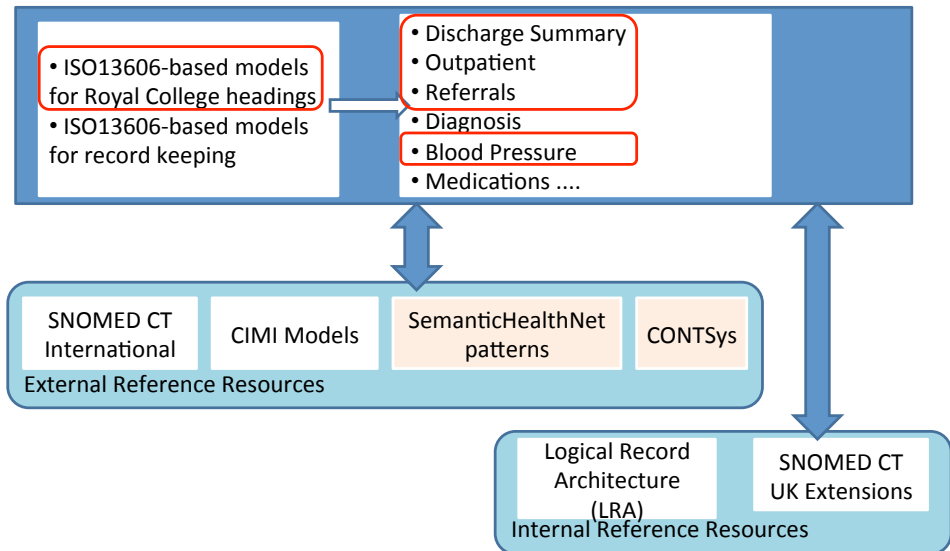 • ISO13606-based models
for Royal College headings
• ISO13606-based models
for record keeping
• Discharge Summary
• Outpatient
• Referrals
• Diagnosis
• Blood Pressure
• Medications ....
SNOMED CT
International
CIMI Models
SemanticHealthNet
patterns
CONTSys
External Reference Resources
Logical Record
Architecture
(LRA)
SNOMED CT
UK Extensions
Internal Reference Resources